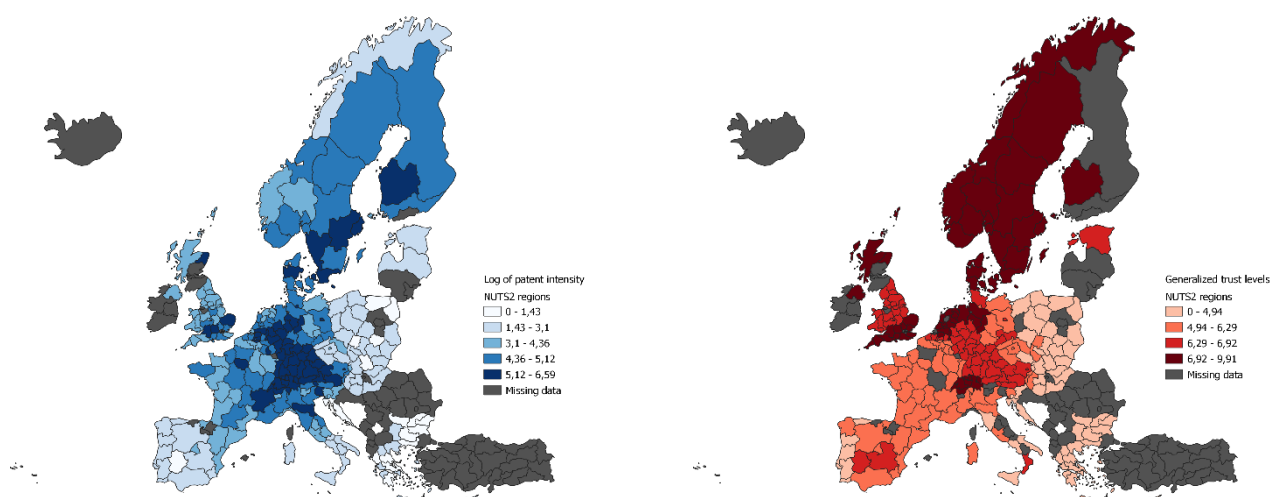 Log of patent intensity
NUTS2 regions
0 - 1,43
1,43 - 3,1
3,1 - 4,36
4,36 - 5,12
5,12 - 6,59
Missing data
Generalized trust levels
NUTS2 regions
0 - 4,94
4,94 - 6,29
6,29 - 6,92
6,92 - 9,91
Missing data